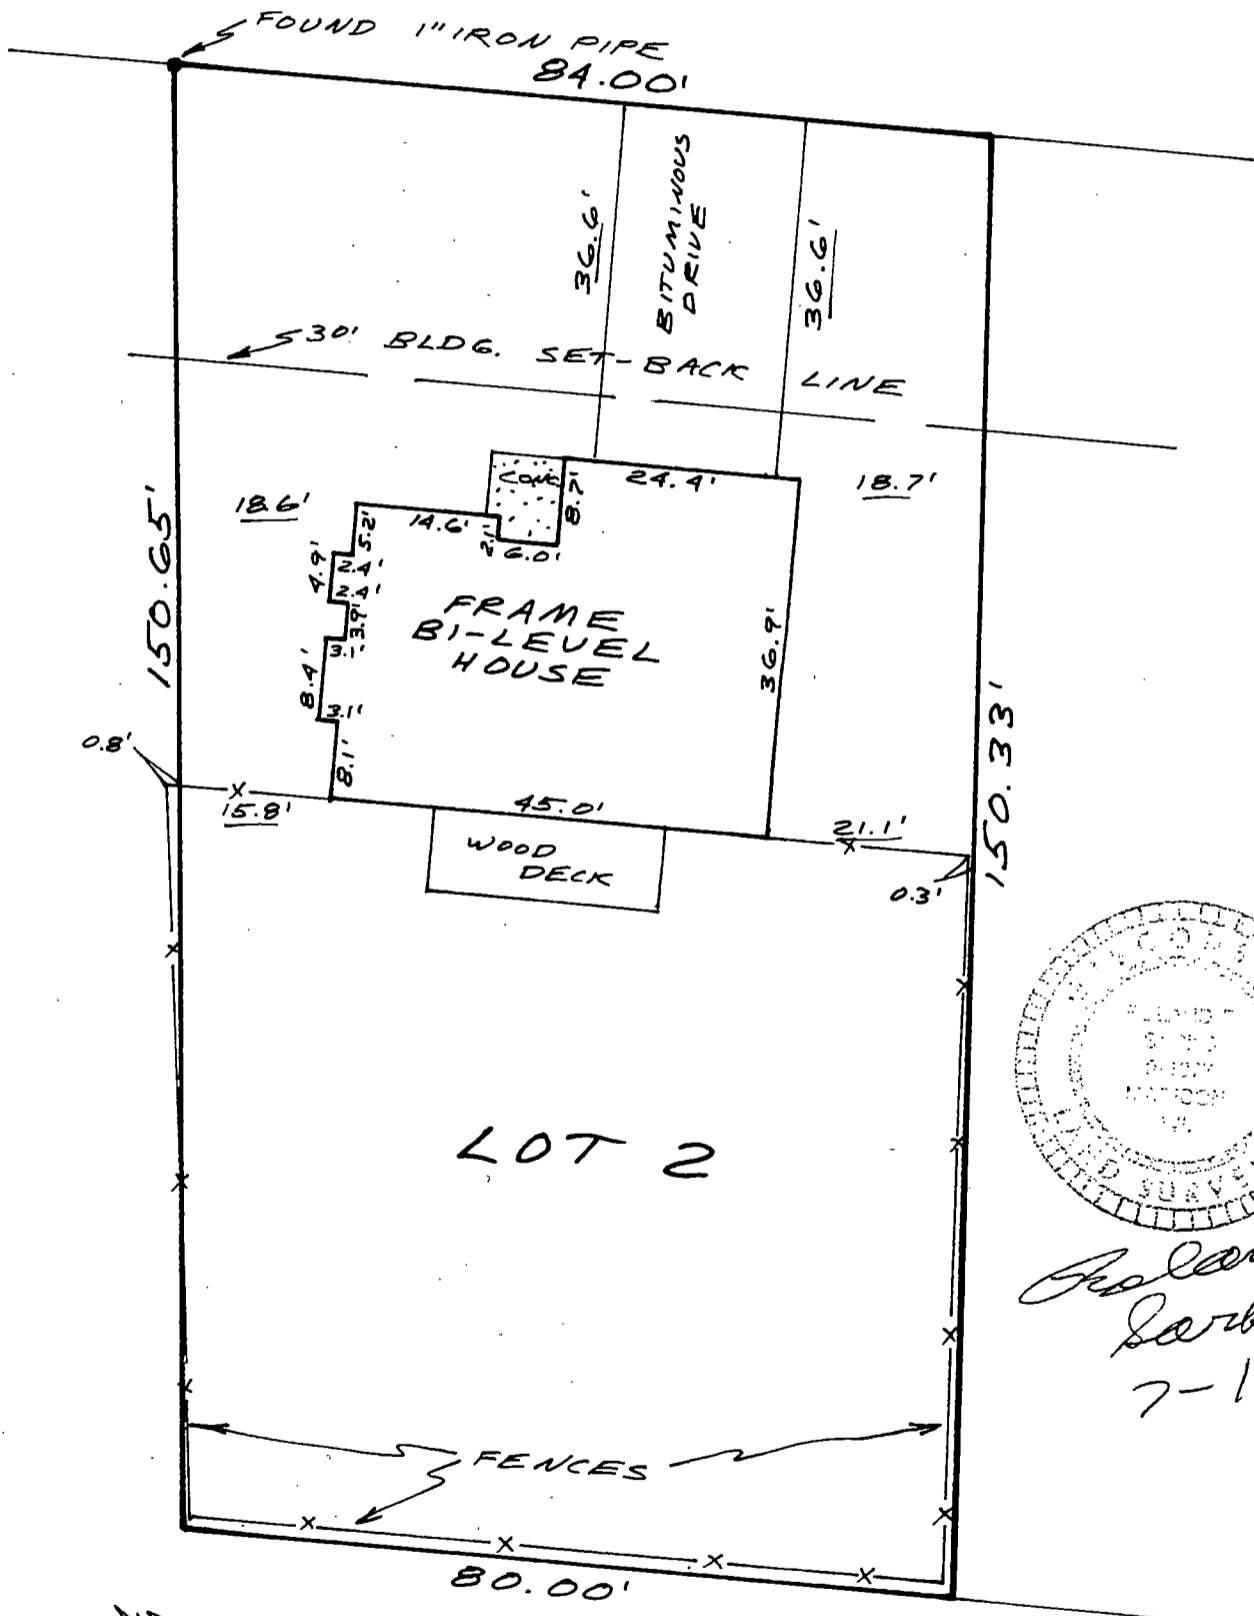 FOUND 1" IRON PIPE
84.00'
36.6'
BITUMINOUS
DRIVE
36.6'
30' BLDG. SET-BACK LINE
18.6'
14.6'
5.2'
CONC
8.7'
24.4'
18.7'
2.1'
6.0'
4.9'
2.4'
2.4'
3.9'
3.1'
8.4'
3.1'
8.1'
FRAME
BI-LEVEL
HOUSE
36.9'
150.65'
150.33'
0.8'
15.8'
45.0'
21.1'
0.3'
WOOD
DECK
LOT 2
LAND SURVE
7-1
FENCES
80.00'